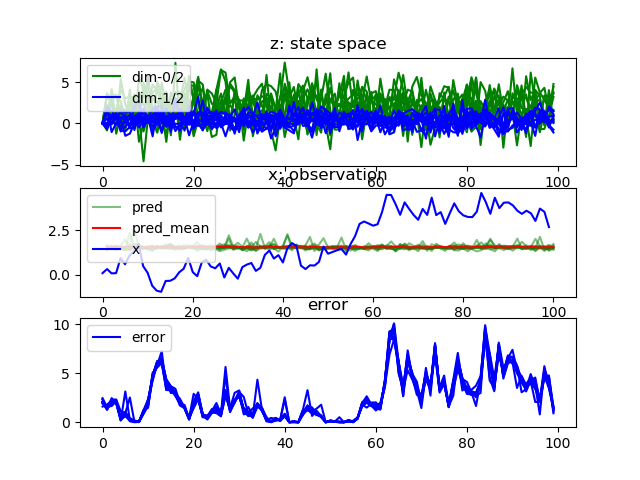 z: state space
5
0
−5
dim-0/2
dim-1/2
0 20 40 60 80 100
x: observation
2.5
0.0
pred
pred_mean
x
0 20 40 60 80 100
error
10
5
0
error
0 20 40 60 80 100